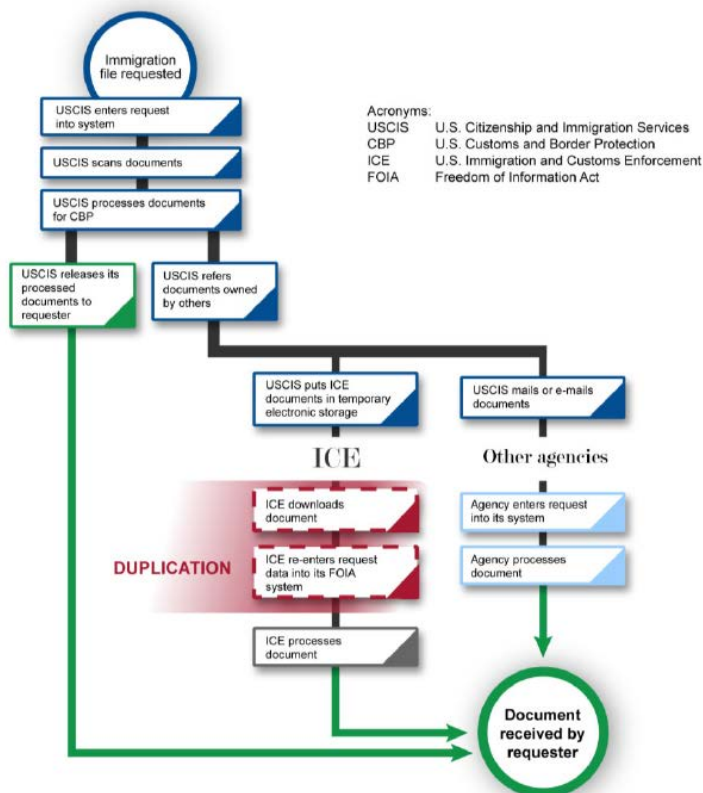 Immigration
file requested
USCIS enters request
into system
USCIS scans documents
USCIS processes documents
for CBP
Acronyms:
USCIS U.S. Citizenship and Immigration Services
CBP U.S. Customs and Border Protection
ICE U.S. Immigration and Customs Enforcement
FOIA Freedom of Information Act
USCIS releases its
processed
documents to
requester
USCIS refers
documents owned
by others
USCIS puts ICE
documents in temporary
electronic storage
USCIS mails or e-mails
documents
ICE
Other agencies
ICE downloads
document
Agency enters request
into its system
DUPLICATION
ICE re-enters request
data into its FOIA
system
Agency processes
document
ICE processes
document
Document
received by
requester